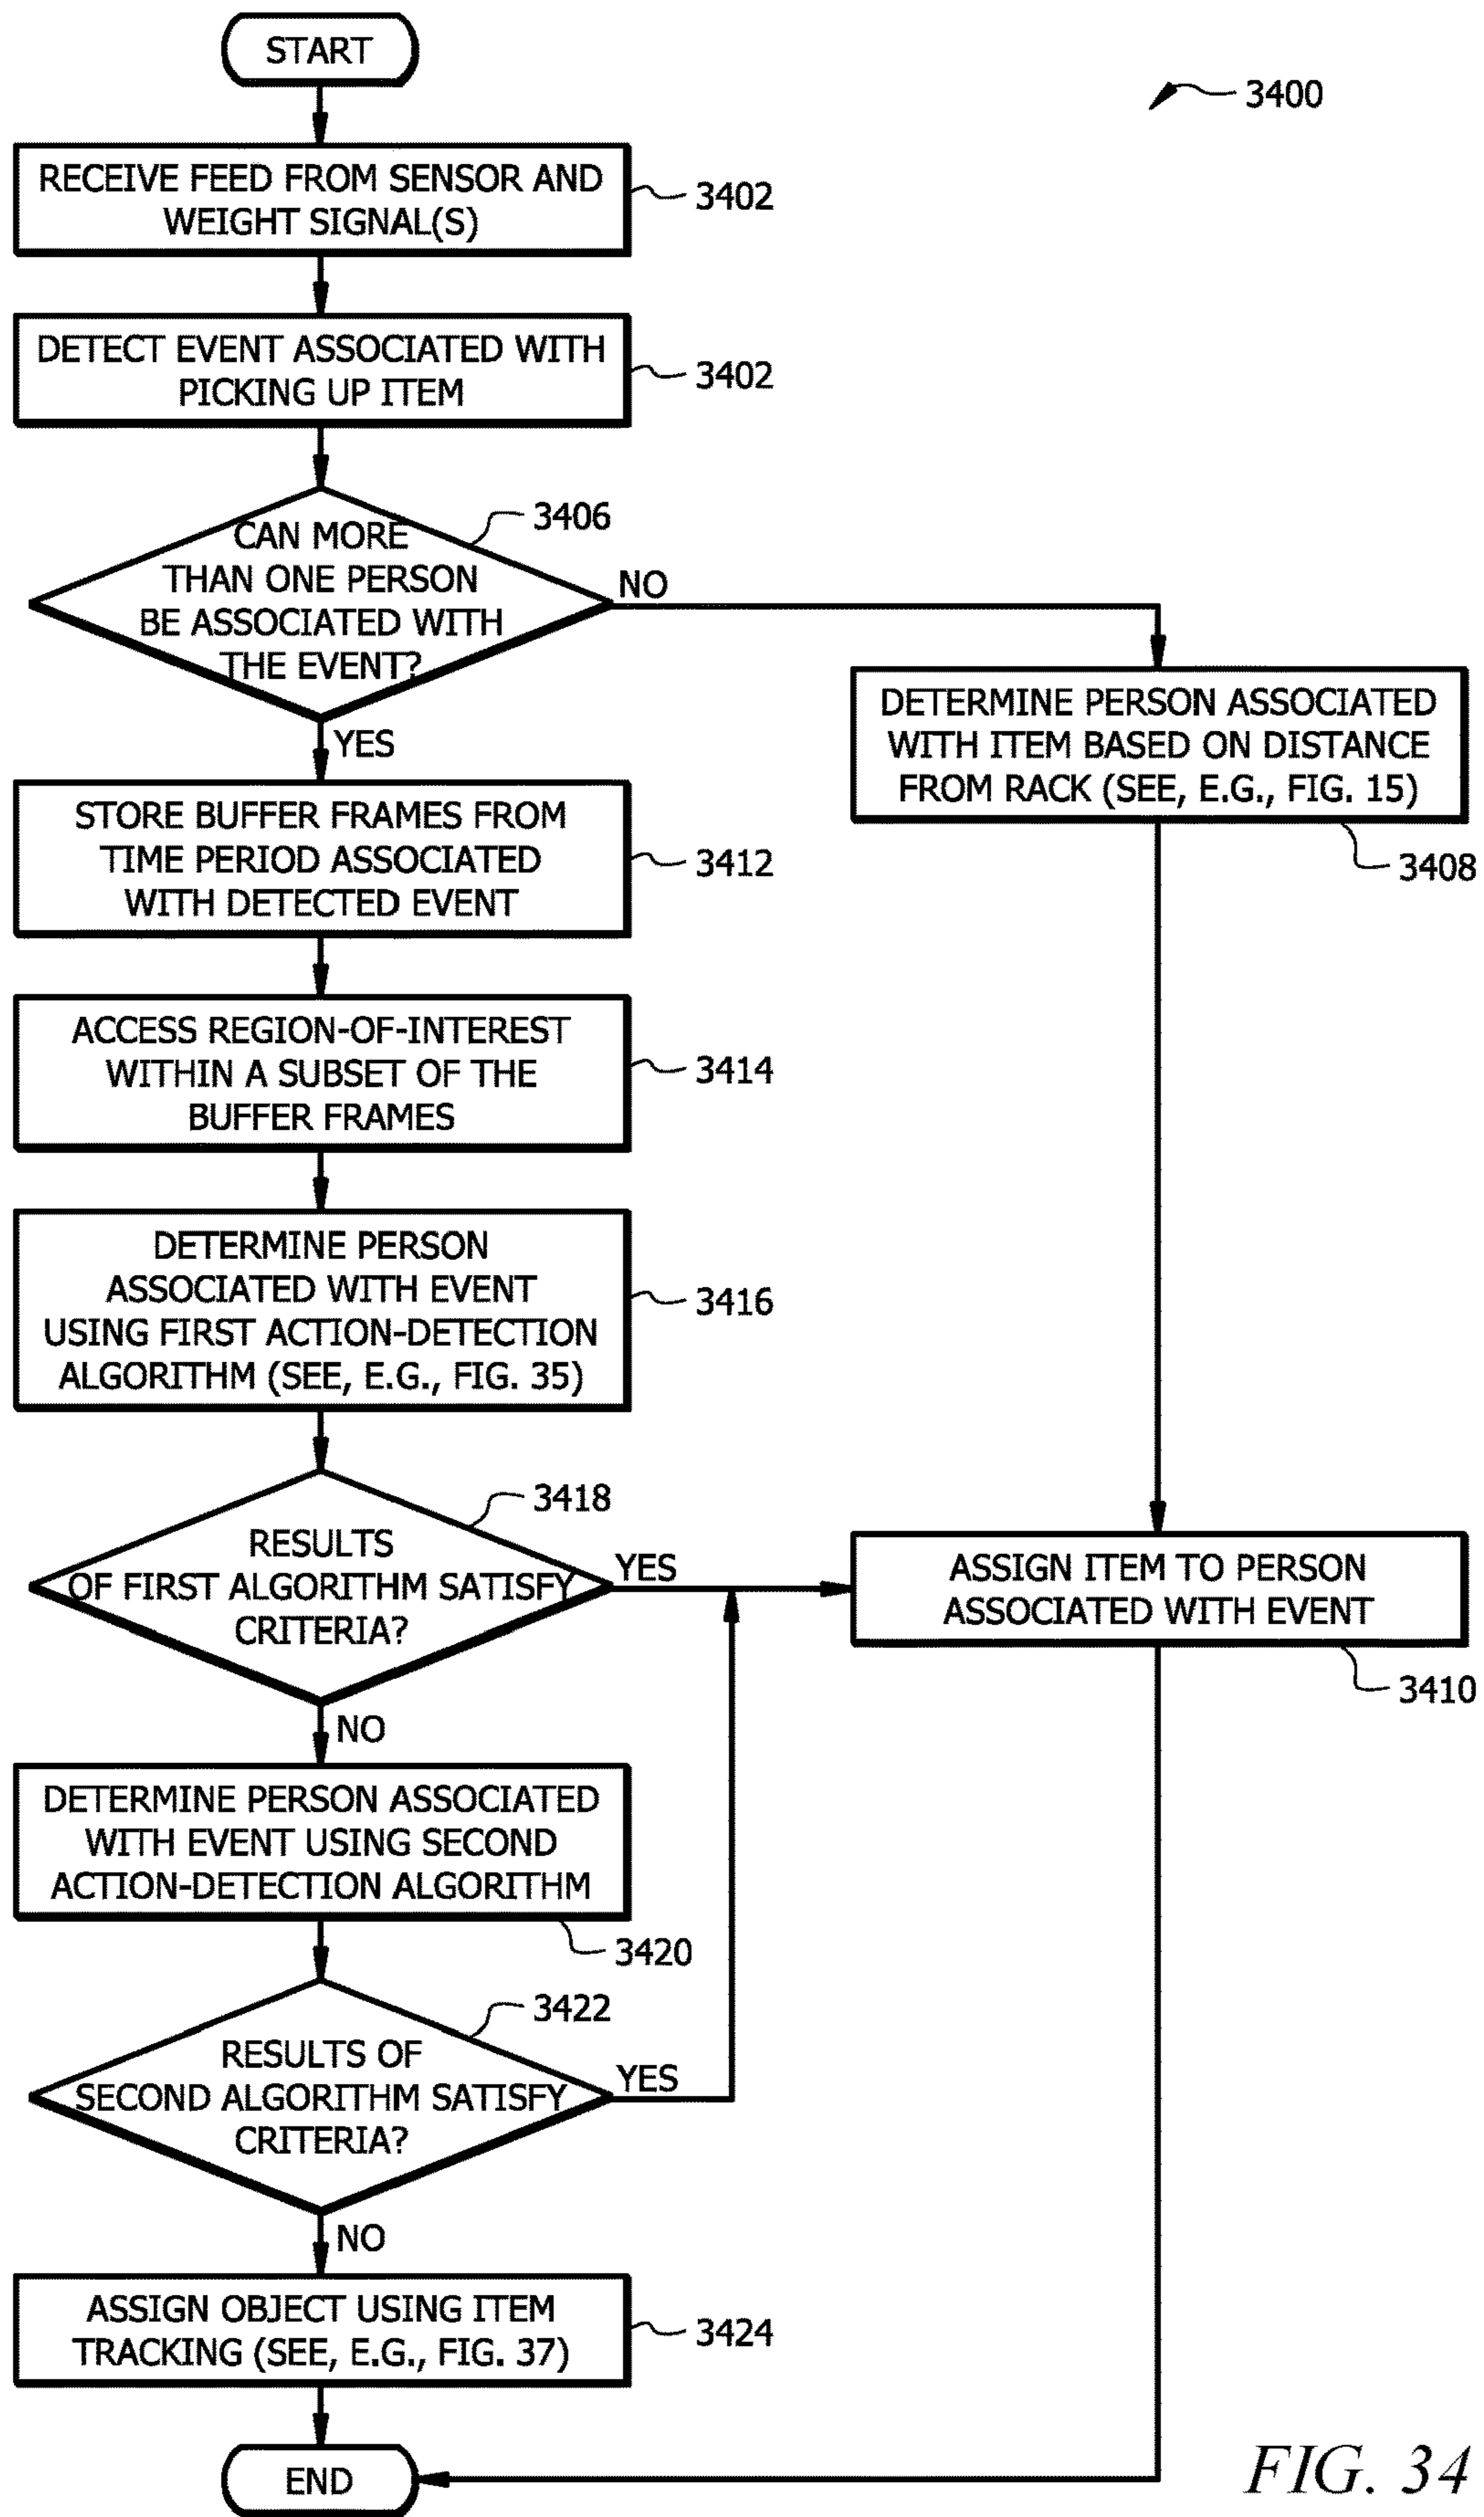 START
3400
RECEIVE FEED FROM SENSOR AND
WEIGHT SIGNAL(S)
3402
DETECT EVENT ASSOCIATED WITH
PICKING UP ITEM
3402
3406
CAN MORE
THAN ONE PERSON
BE ASSOCIATED WITH
THE EVENT?
NO
YES
DETERMINE PERSON ASSOCIATED
WITH ITEM BASED ON DISTANCE
FROM RACK (SEE, E.G., FIG. 15)
3408
STORE BUFFER FRAMES FROM
TIME PERIOD ASSOCIATED
WITH DETECTED EVENT
3412
ACCESS REGION-OF-INTEREST
WITHIN A SUBSET OF THE
BUFFER FRAMES
3414
DETERMINE PERSON
ASSOCIATED WITH EVENT
USING FIRST ACTION-DETECTION
ALGORITHM (SEE, E.G., FIG. 35)
3416
3418
RESULTS
OF FIRST ALGORITHM SATISFY
CRITERIA?
YES
NO
ASSIGN ITEM TO PERSON
ASSOCIATED WITH EVENT
3410
DETERMINE PERSON ASSOCIATED
WITH EVENT USING SECOND
ACTION-DETECTION ALGORITHM
3420
3422
RESULTS OF
SECOND ALGORITHM SATISFY
CRITERIA?
YES
NO
ASSIGN OBJECT USING ITEM
TRACKING (SEE, E.G., FIG. 37)
3424
END
FIG. 34